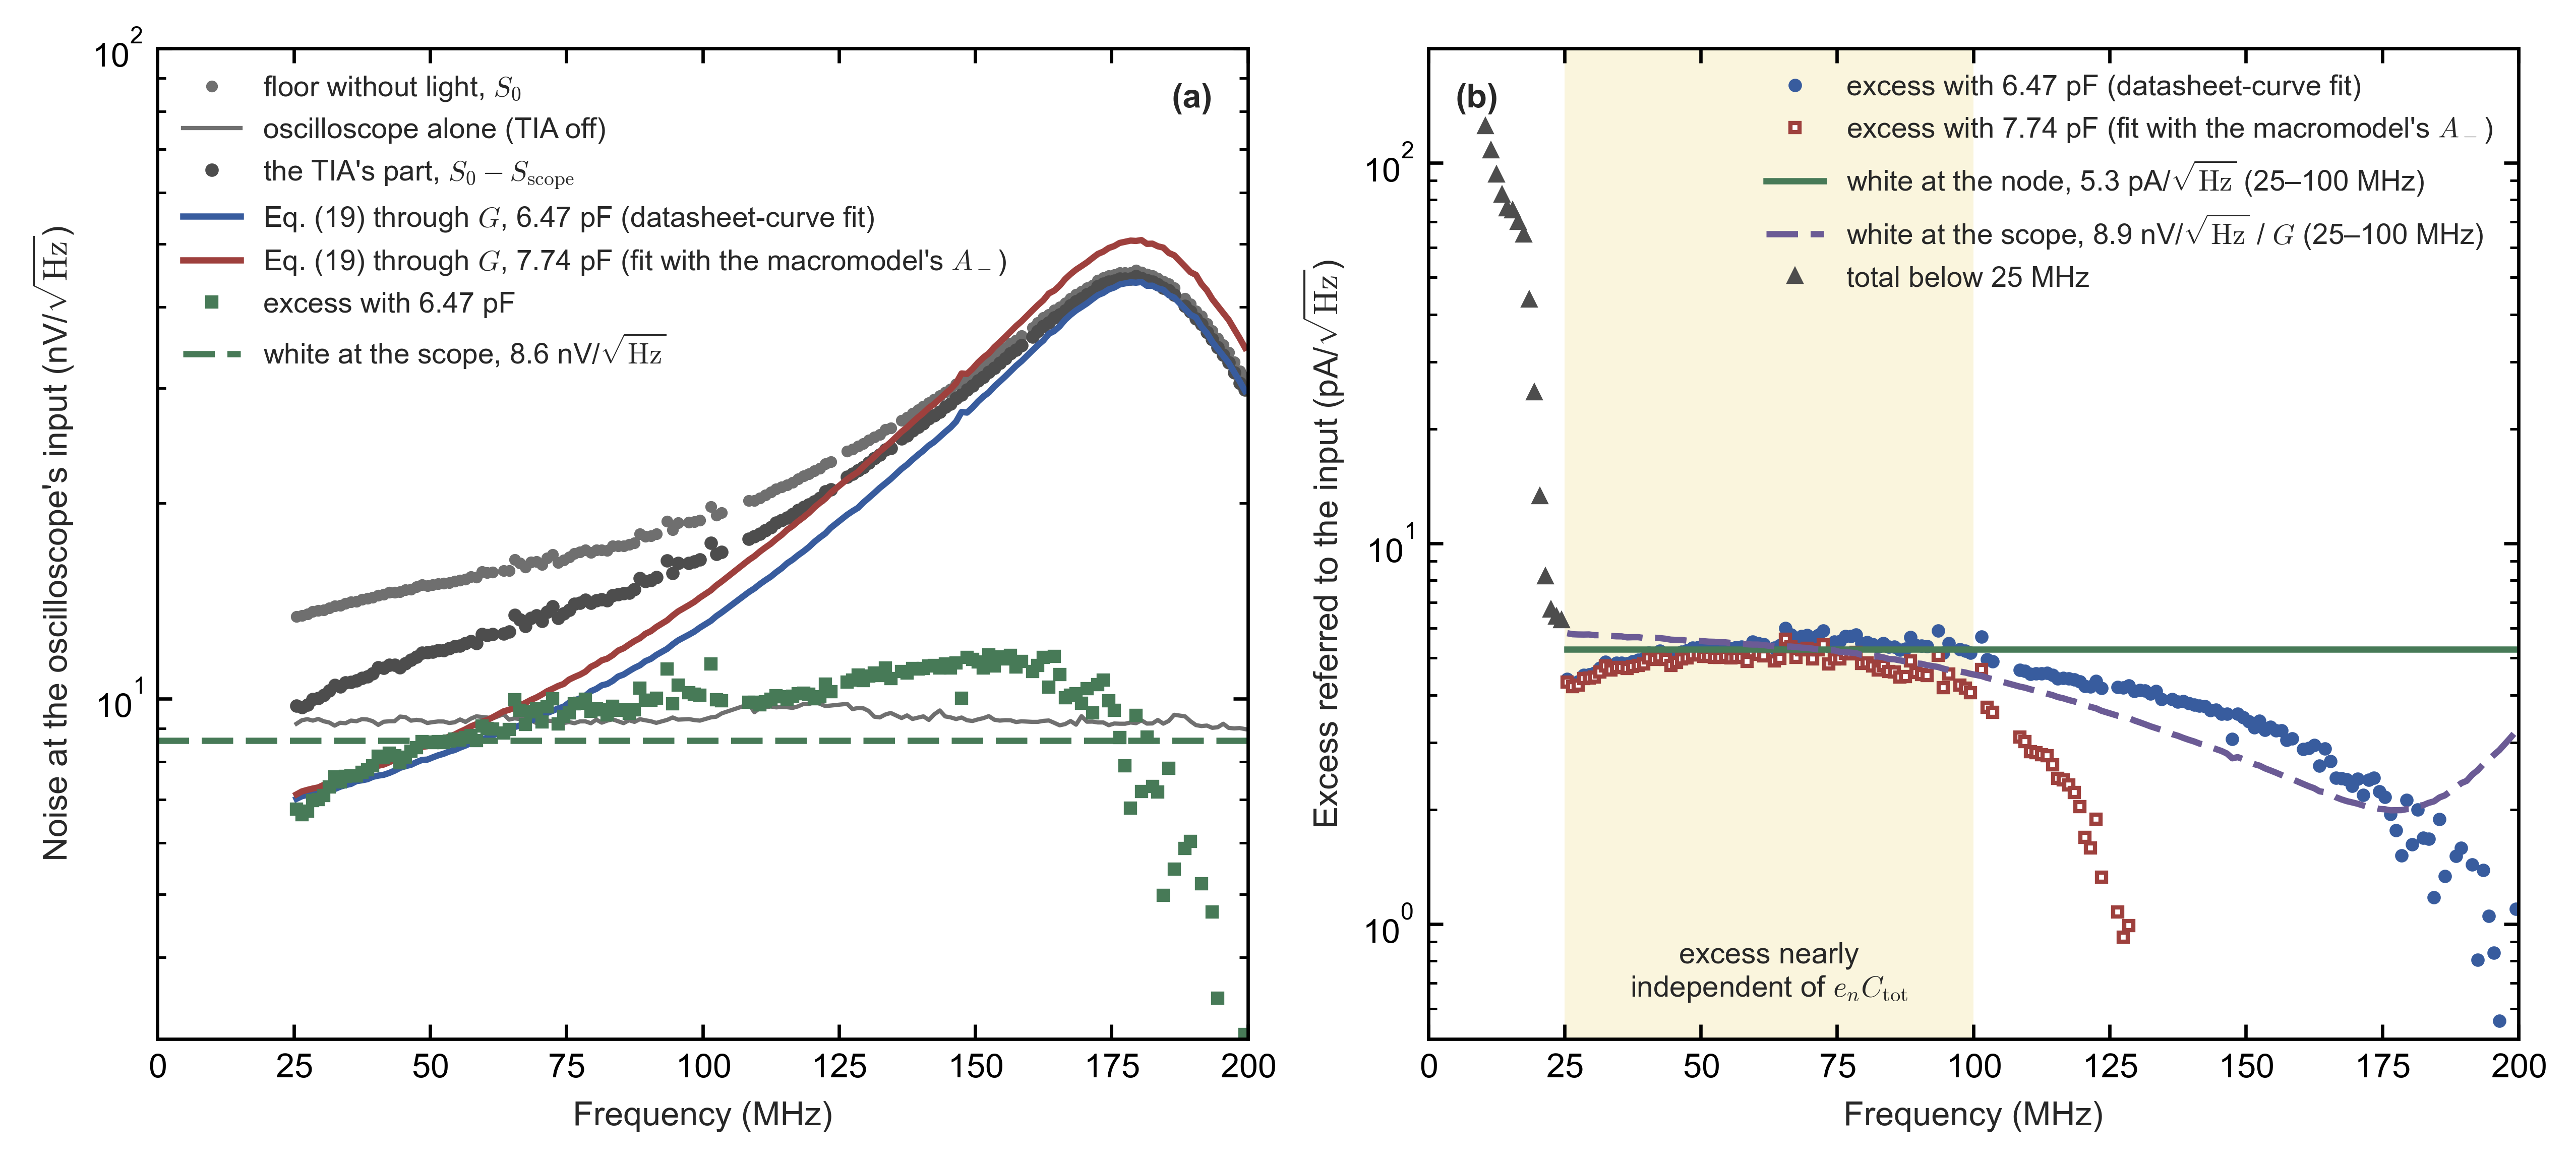 (a)
floor without light, S₀
oscilloscope alone (TIA off)
the TIA's part, S₀ − S_scope
Eq. (19) through G, 6.47 pF (datasheet-curve fit)
Eq. (19) through G, 7.74 pF (fit with the macromodel's A₋)
excess with 6.47 pF
white at the scope, 8.6 nV/√Hz
Noise at the oscilloscope's input (nV/√Hz)
10²
10¹
0 25 50 75 100 125 150 175 200
Frequency (MHz)
(b)
excess with 6.47 pF (datasheet-curve fit)
excess with 7.74 pF (fit with the macromodel's A₋)
white at the node, 5.3 pA/√Hz (25–100 MHz)
white at the scope, 8.9 nV/√Hz / G (25–100 MHz)
total below 25 MHz
Excess referred to the input (pA/√Hz)
10²
10¹
10⁰
excess nearly
independent of eₙC_tot
0 25 50 75 100 125 150 175 200
Frequency (MHz)